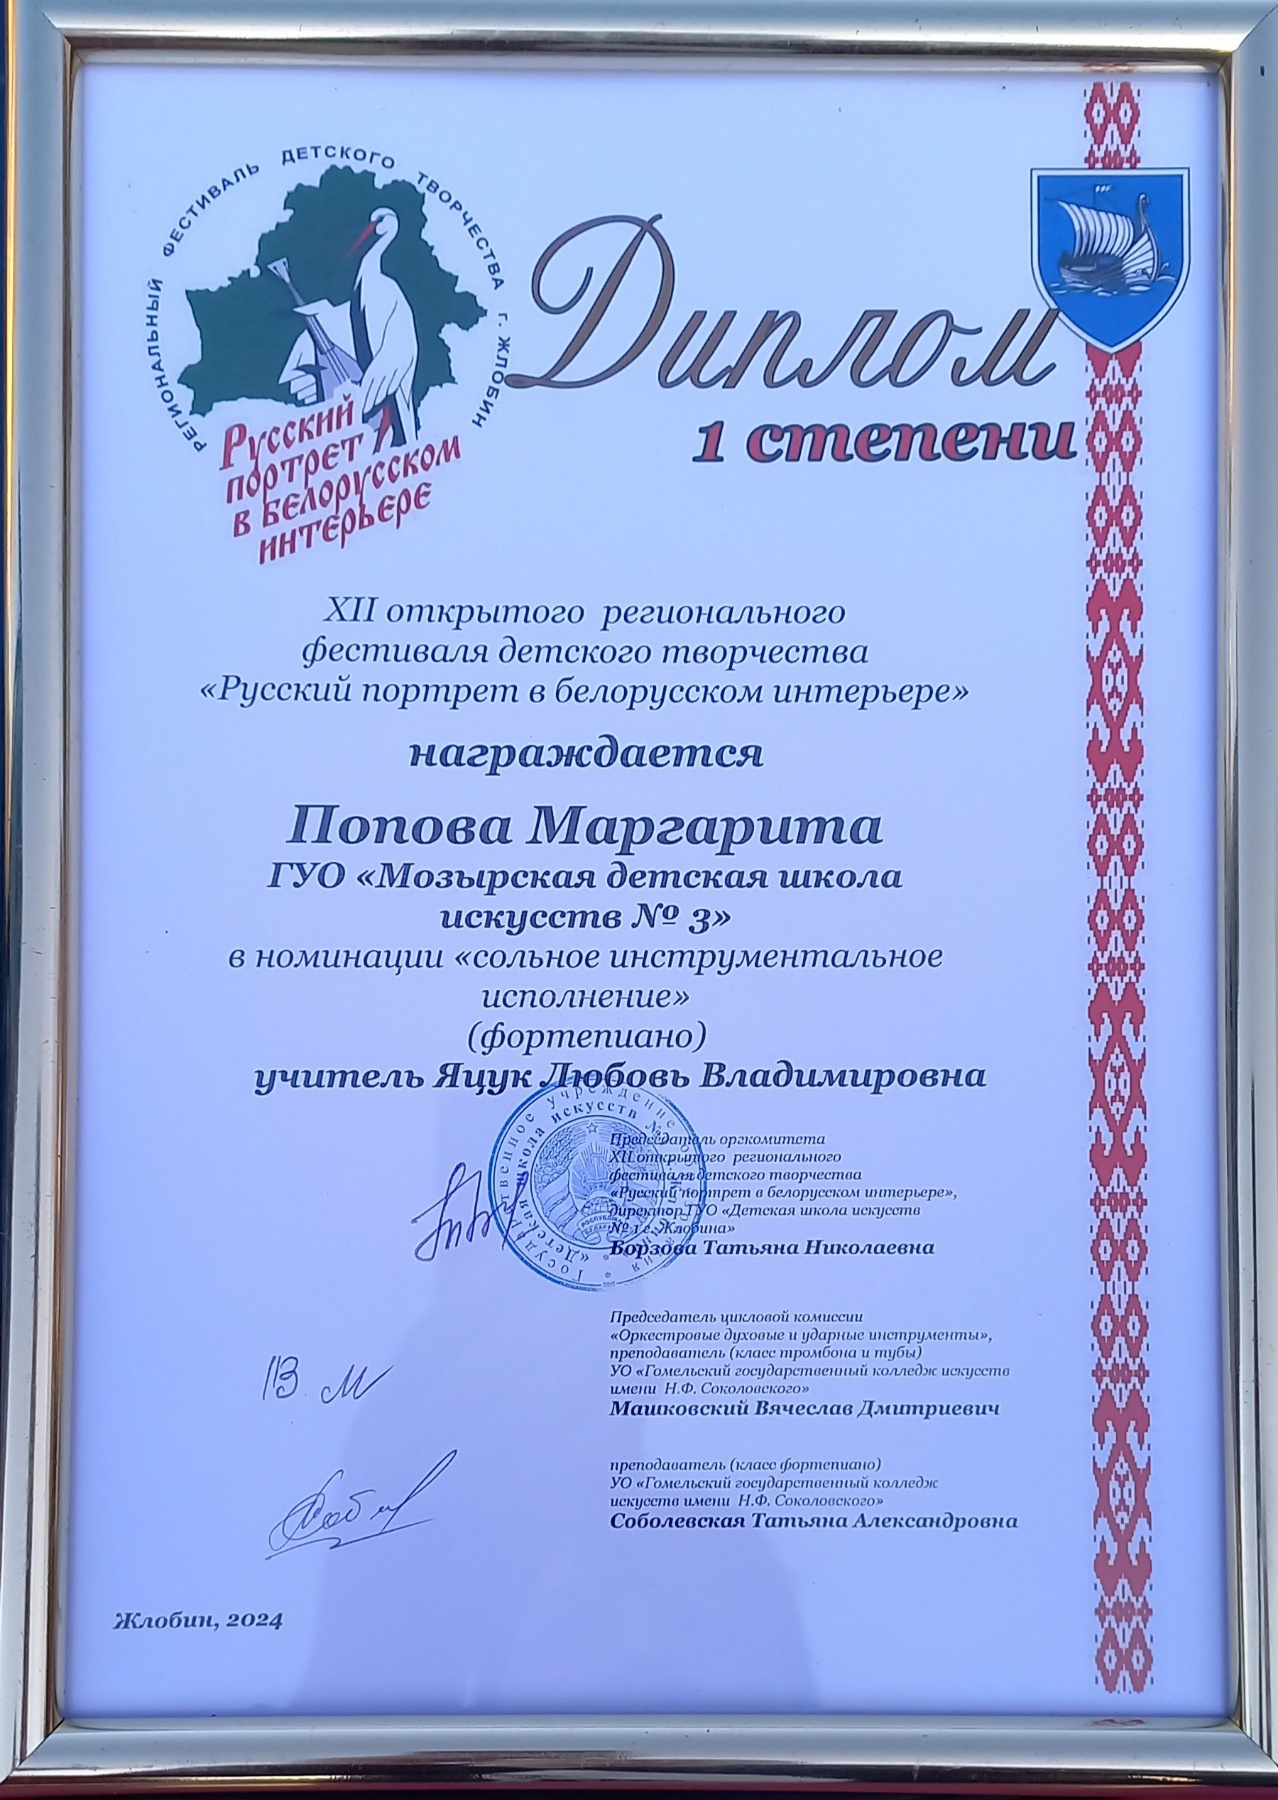 РЕГИОНАЛЬНЫЙ ФЕСТИВАЛЬ ДЕТСКОГО ТВОРЧЕСТВА г. ЖЛОБИН
Русский
портрет
в белорусском
интерьере
Диплом
1 степени
XII открытого регионального
фестиваля детского творчества
«Русский портрет в белорусском интерьере»
награждается
Попова Маргарита
ГУО «Мозырская детская школа
искусств № 3»
в номинации «сольное инструментальное
исполнение»
(фортепиано)
учитель Яцук Любовь Владимировна
Председатель оргкомитета
XII открытого регионального
фестиваля детского творчества
«Русский портрет в белорусском интерьере»,
директор ГУО «Детская школа искусств
№ 1 г. Жлобина»
Борзова Татьяна Николаевна
Председатель цикловой комиссии
«Оркестровые духовые и ударные инструменты»,
преподаватель (класс тромбона и тубы)
УО «Гомельский государственный колледж искусств
имени Н.Ф. Соколовского»
Машковский Вячеслав Дмитриевич
преподаватель (класс фортепиано)
УО «Гомельский государственный колледж
искусств имени Н.Ф. Соколовского»
Соболевская Татьяна Александровна
Жлобин, 2024